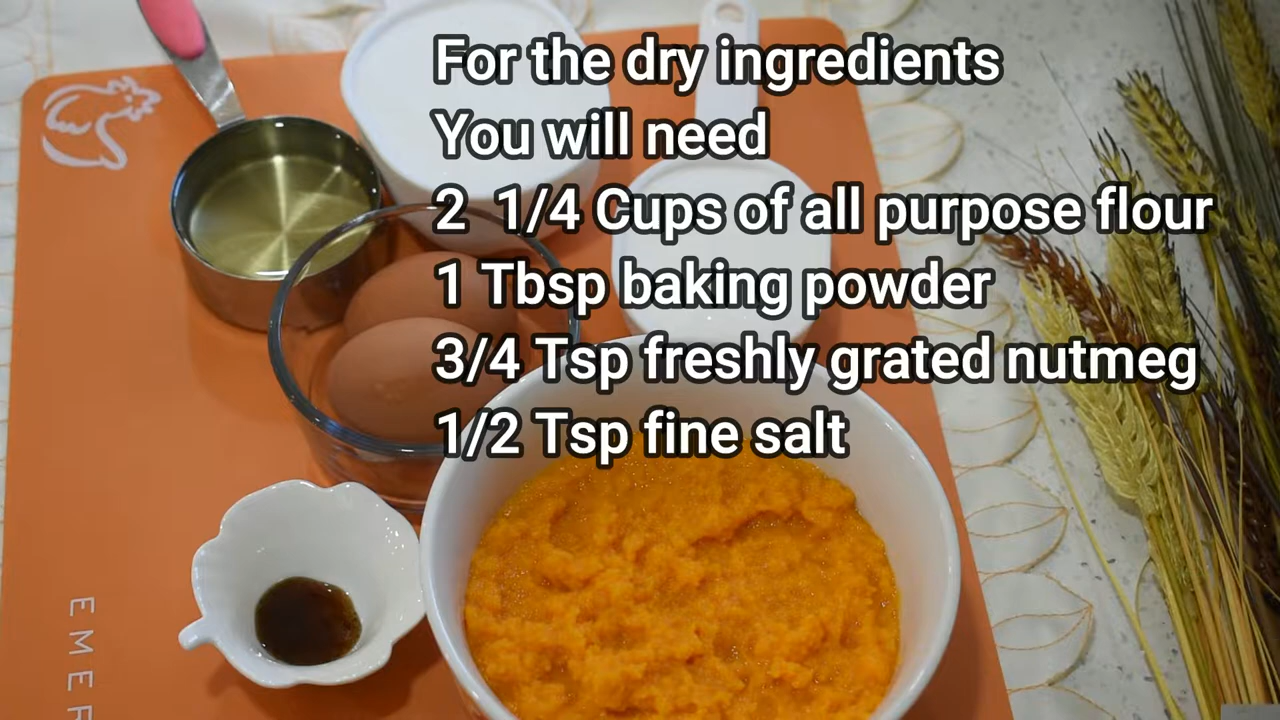 For the dry ingredients
You will need
2 1/4 Cups of all purpose flour
1 Tbsp baking powder
3/4 Tsp freshly grated nutmeg
1/2 Tsp fine salt
EMER